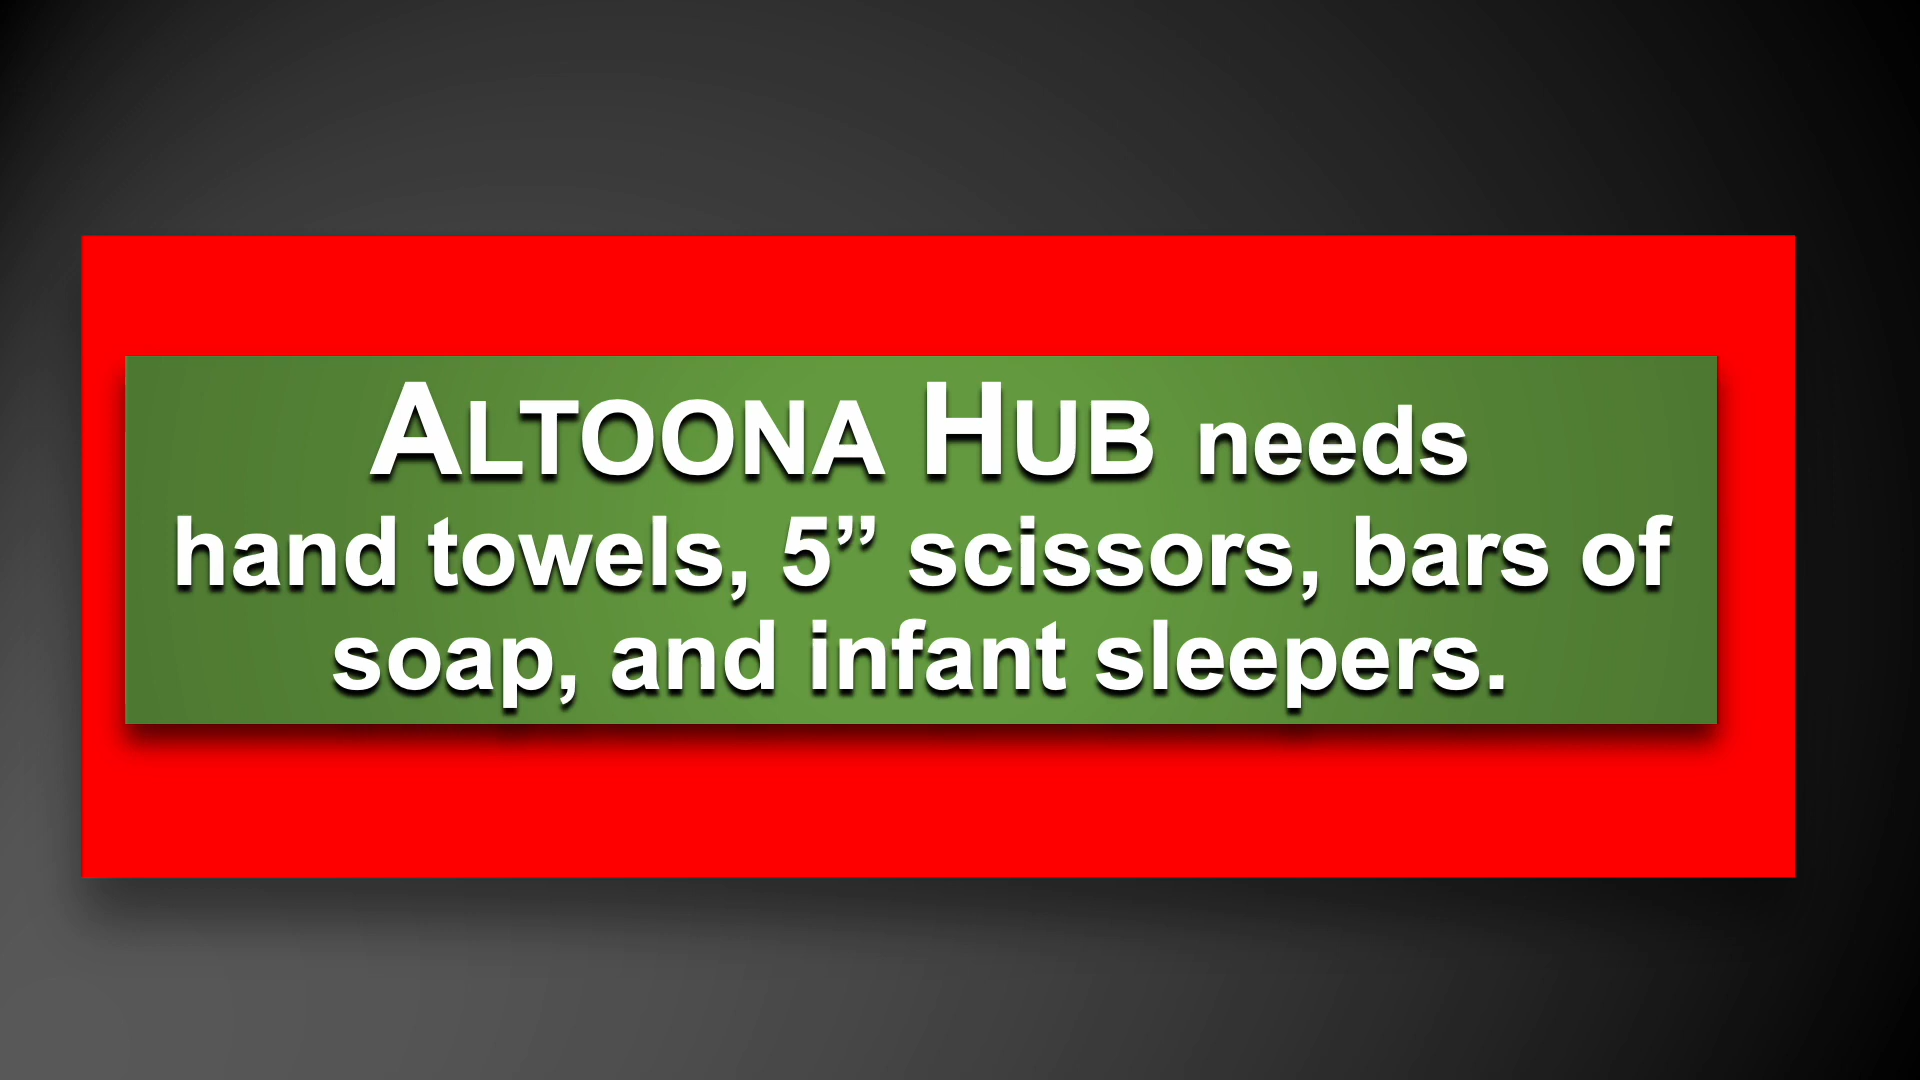 ALTOONA HUB needs
hand towels, 5” scissors, bars of
soap, and infant sleepers.